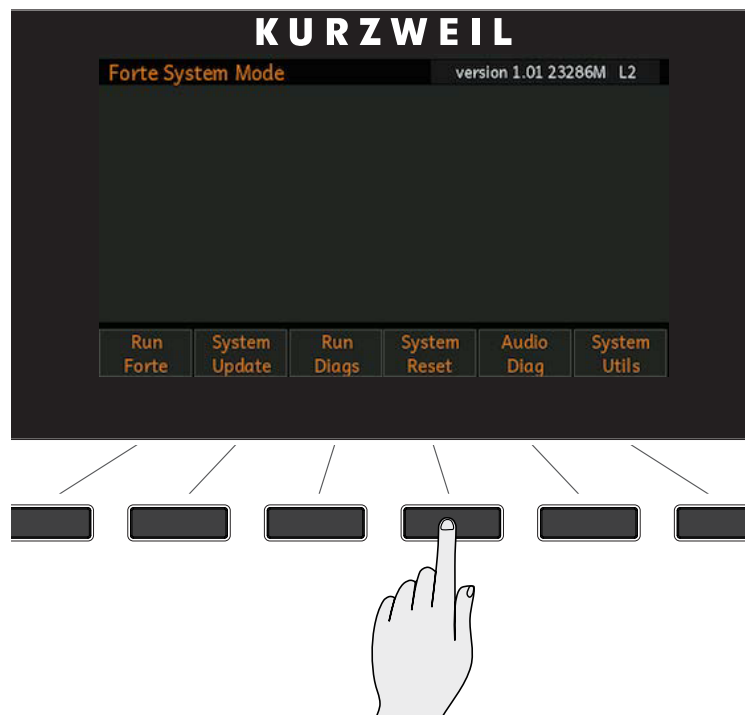 KURZWEIL
Forte System Mode version 1.01 23286M L2
Run System Run System Audio System
Forte Update Diags Reset Diag Utils